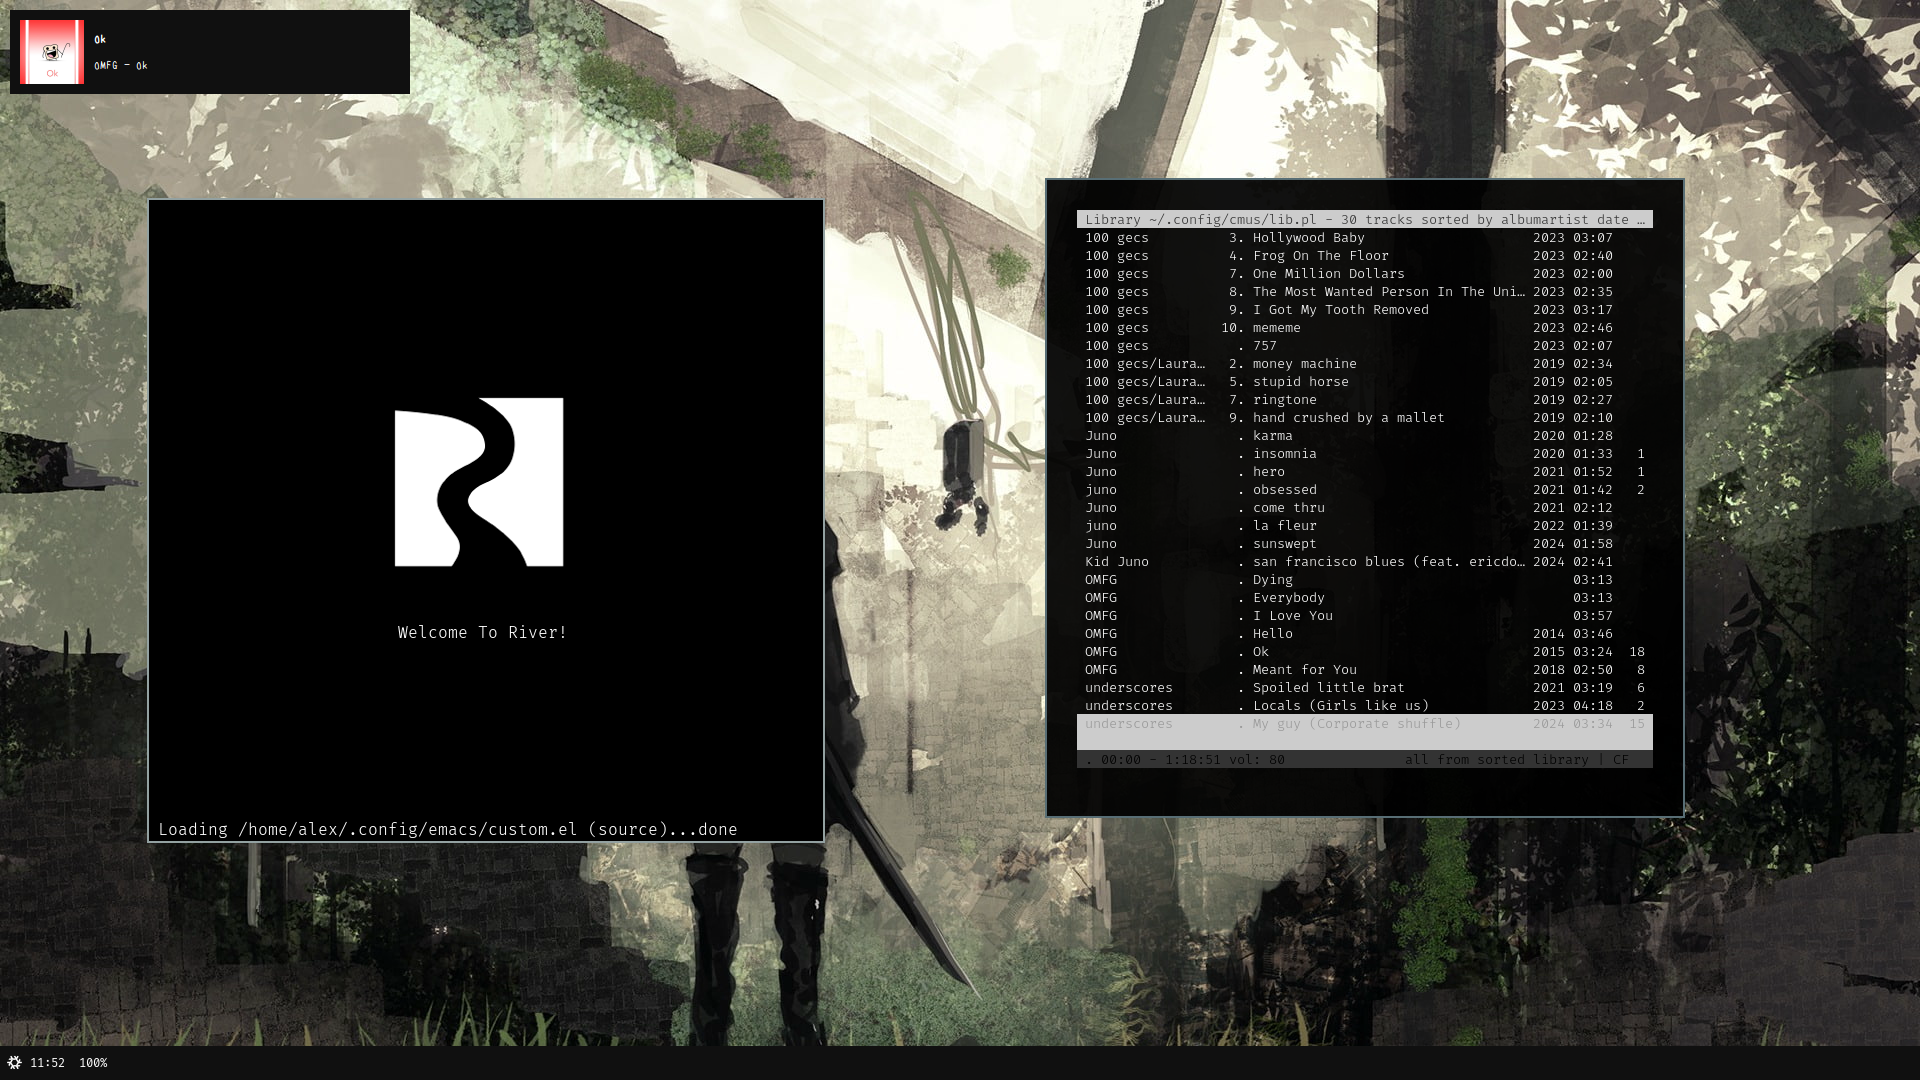 Ok
OMFG - Ok
Ok
Library ~/.config/cmus/lib.pl - 30 tracks sorted by albumartist date …
100 gecs 3. Hollywood Baby 2023 03:07
100 gecs 4. Frog On The Floor 2023 02:40
100 gecs 7. One Million Dollars 2023 02:00
100 gecs 8. The Most Wanted Person In The Uni… 2023 02:35
100 gecs 9. I Got My Tooth Removed 2023 03:17
100 gecs 10. mememe 2023 02:46
100 gecs . 757 2023 02:07
100 gecs/Laura… 2. money machine 2019 02:34
100 gecs/Laura… 5. stupid horse 2019 02:05
100 gecs/Laura… 7. ringtone 2019 02:27
100 gecs/Laura… 9. hand crushed by a mallet 2019 02:10
Juno . karma 2020 01:28
Juno . insomnia 2020 01:33 1
Juno . hero 2021 01:52 1
juno . obsessed 2021 01:42 2
Juno . come thru 2021 02:12
juno . la fleur 2022 01:39
Juno . sunswept 2024 01:58
Kid Juno . san francisco blues (feat. ericdo… 2024 02:41
OMFG . Dying 03:13
OMFG . Everybody 03:13
OMFG . I Love You 03:57
OMFG . Hello 2014 03:46
OMFG . Ok 2015 03:24 18
OMFG . Meant for You 2018 02:50 8
underscores . Spoiled little brat 2021 03:19 6
underscores . Locals (Girls like us) 2023 04:18 2
underscores . My guy (Corporate shuffle) 2024 03:34 15
. 00:00 - 1:18:51 vol: 80 all from sorted library | CF
Welcome To River!
Loading /home/alex/.config/emacs/custom.el (source)...done
11:52 100%